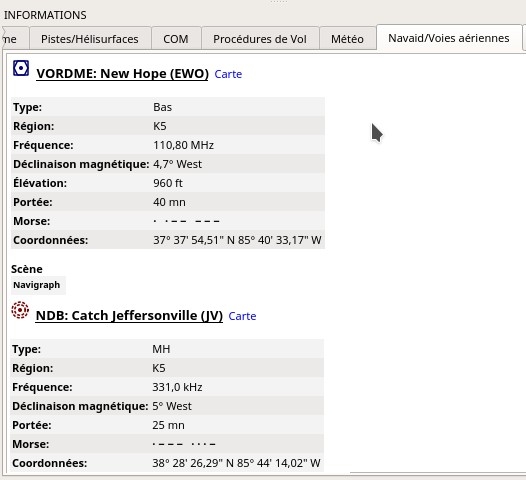 INFORMATIONS
me Pistes/Hélisurfaces COM Procédures de Vol Météo Navaid/Voies aériennes
VORDME: New Hope (EWO) Carte
Type: Bas
Région: K5
Fréquence: 110,80 MHz
Déclinaison magnétique: 4,7° West
Élévation: 960 ft
Portée: 40 mn
Morse: · ·−− −−−
Coordonnées: 37° 37' 54,51" N 85° 40' 33,17" W
Scène
Navigraph
NDB: Catch Jeffersonville (JV) Carte
Type: MH
Région: K5
Fréquence: 331,0 kHz
Déclinaison magnétique: 5° West
Portée: 25 mn
Morse: ·−−− ···−
Coordonnées: 38° 28' 26,29" N 85° 44' 14,02" W